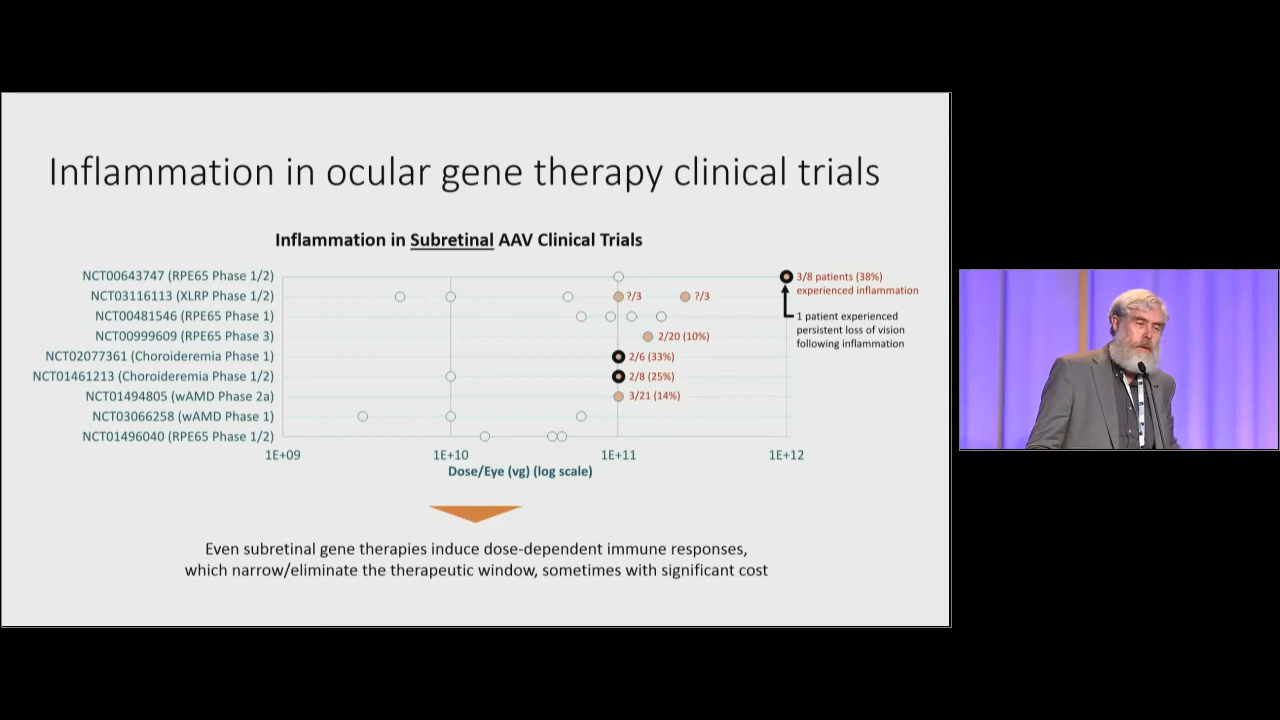 Inflammation in ocular gene therapy clinical trials
Inflammation in Subretinal AAV Clinical Trials
NCT00643747 (RPE65 Phase 1/2)
3/8 patients (38%)
experienced inflammation
NCT03116113 (XLRP Phase 1/2)
?/3
?/3
NCT00481546 (RPE65 Phase 1)
1 patient experienced
persistent loss of vision
following inflammation
NCT00999609 (RPE65 Phase 3)
2/20 (10%)
NCT02077361 (Choroideremia Phase 1)
2/6 (33%)
NCT01461213 (Choroideremia Phase 1/2)
2/8 (25%)
NCT01494805 (wAMD Phase 2a)
3/21 (14%)
NCT03066258 (wAMD Phase 1)
NCT01496040 (RPE65 Phase 1/2)
1E+09
1E+10
1E+11
1E+12
Dose/Eye (vg) (log scale)
Even subretinal gene therapies induce dose-dependent immune responses,
which narrow/eliminate the therapeutic window, sometimes with significant cost